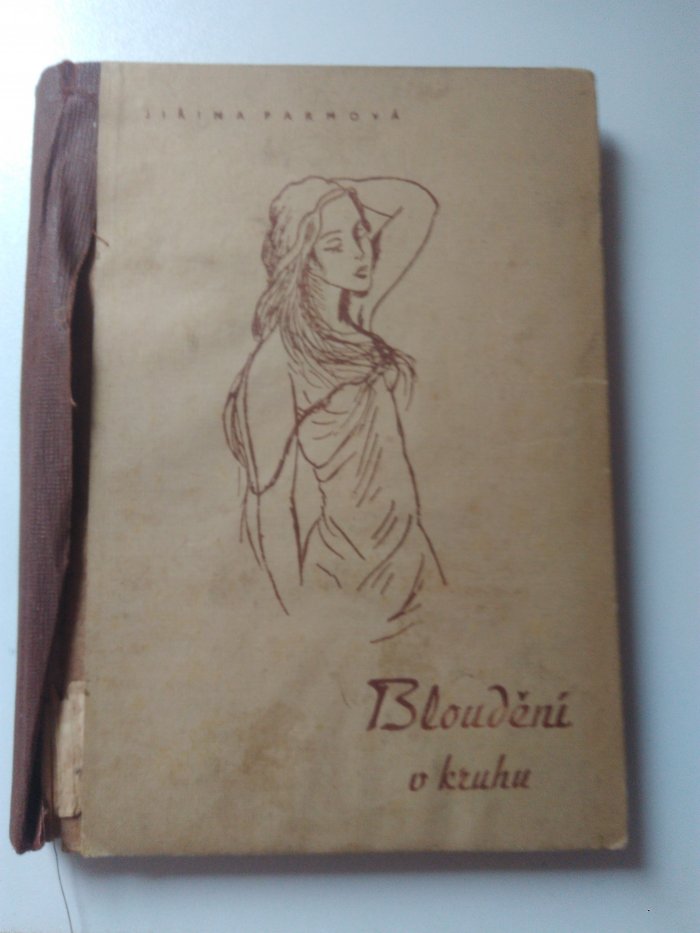 JIŘINA PARMOVÁ
Bloudění
v kruhu